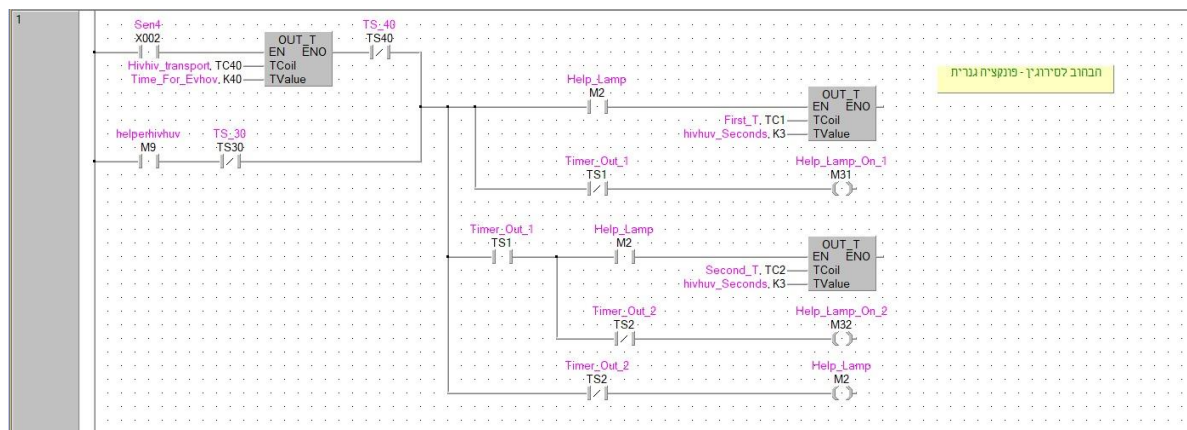 1
Sen4
X002
TS_40
TS40
OUT_T
EN ENO
Hivhiv_transport, TC40 TCoil
Time_For_Evhov, K40 TValue
helperhivhuv
M9
TS_30
TS30
Help_Lamp
M2
OUT_T
EN ENO
First_T, TC1 TCoil
hivhuv_Seconds, K3 TValue
הבהוב לסירוגין - פונקציה גנרית
Timer_Out_1
TS1
Help_Lamp_On_1
M31
Timer_Out_1
TS1
Help_Lamp
M2
OUT_T
EN ENO
Second_T, TC2 TCoil
hivhuv_Seconds, K3 TValue
Timer_Out_2
TS2
Help_Lamp_On_2
M32
Timer_Out_2
TS2
Help_Lamp
M2